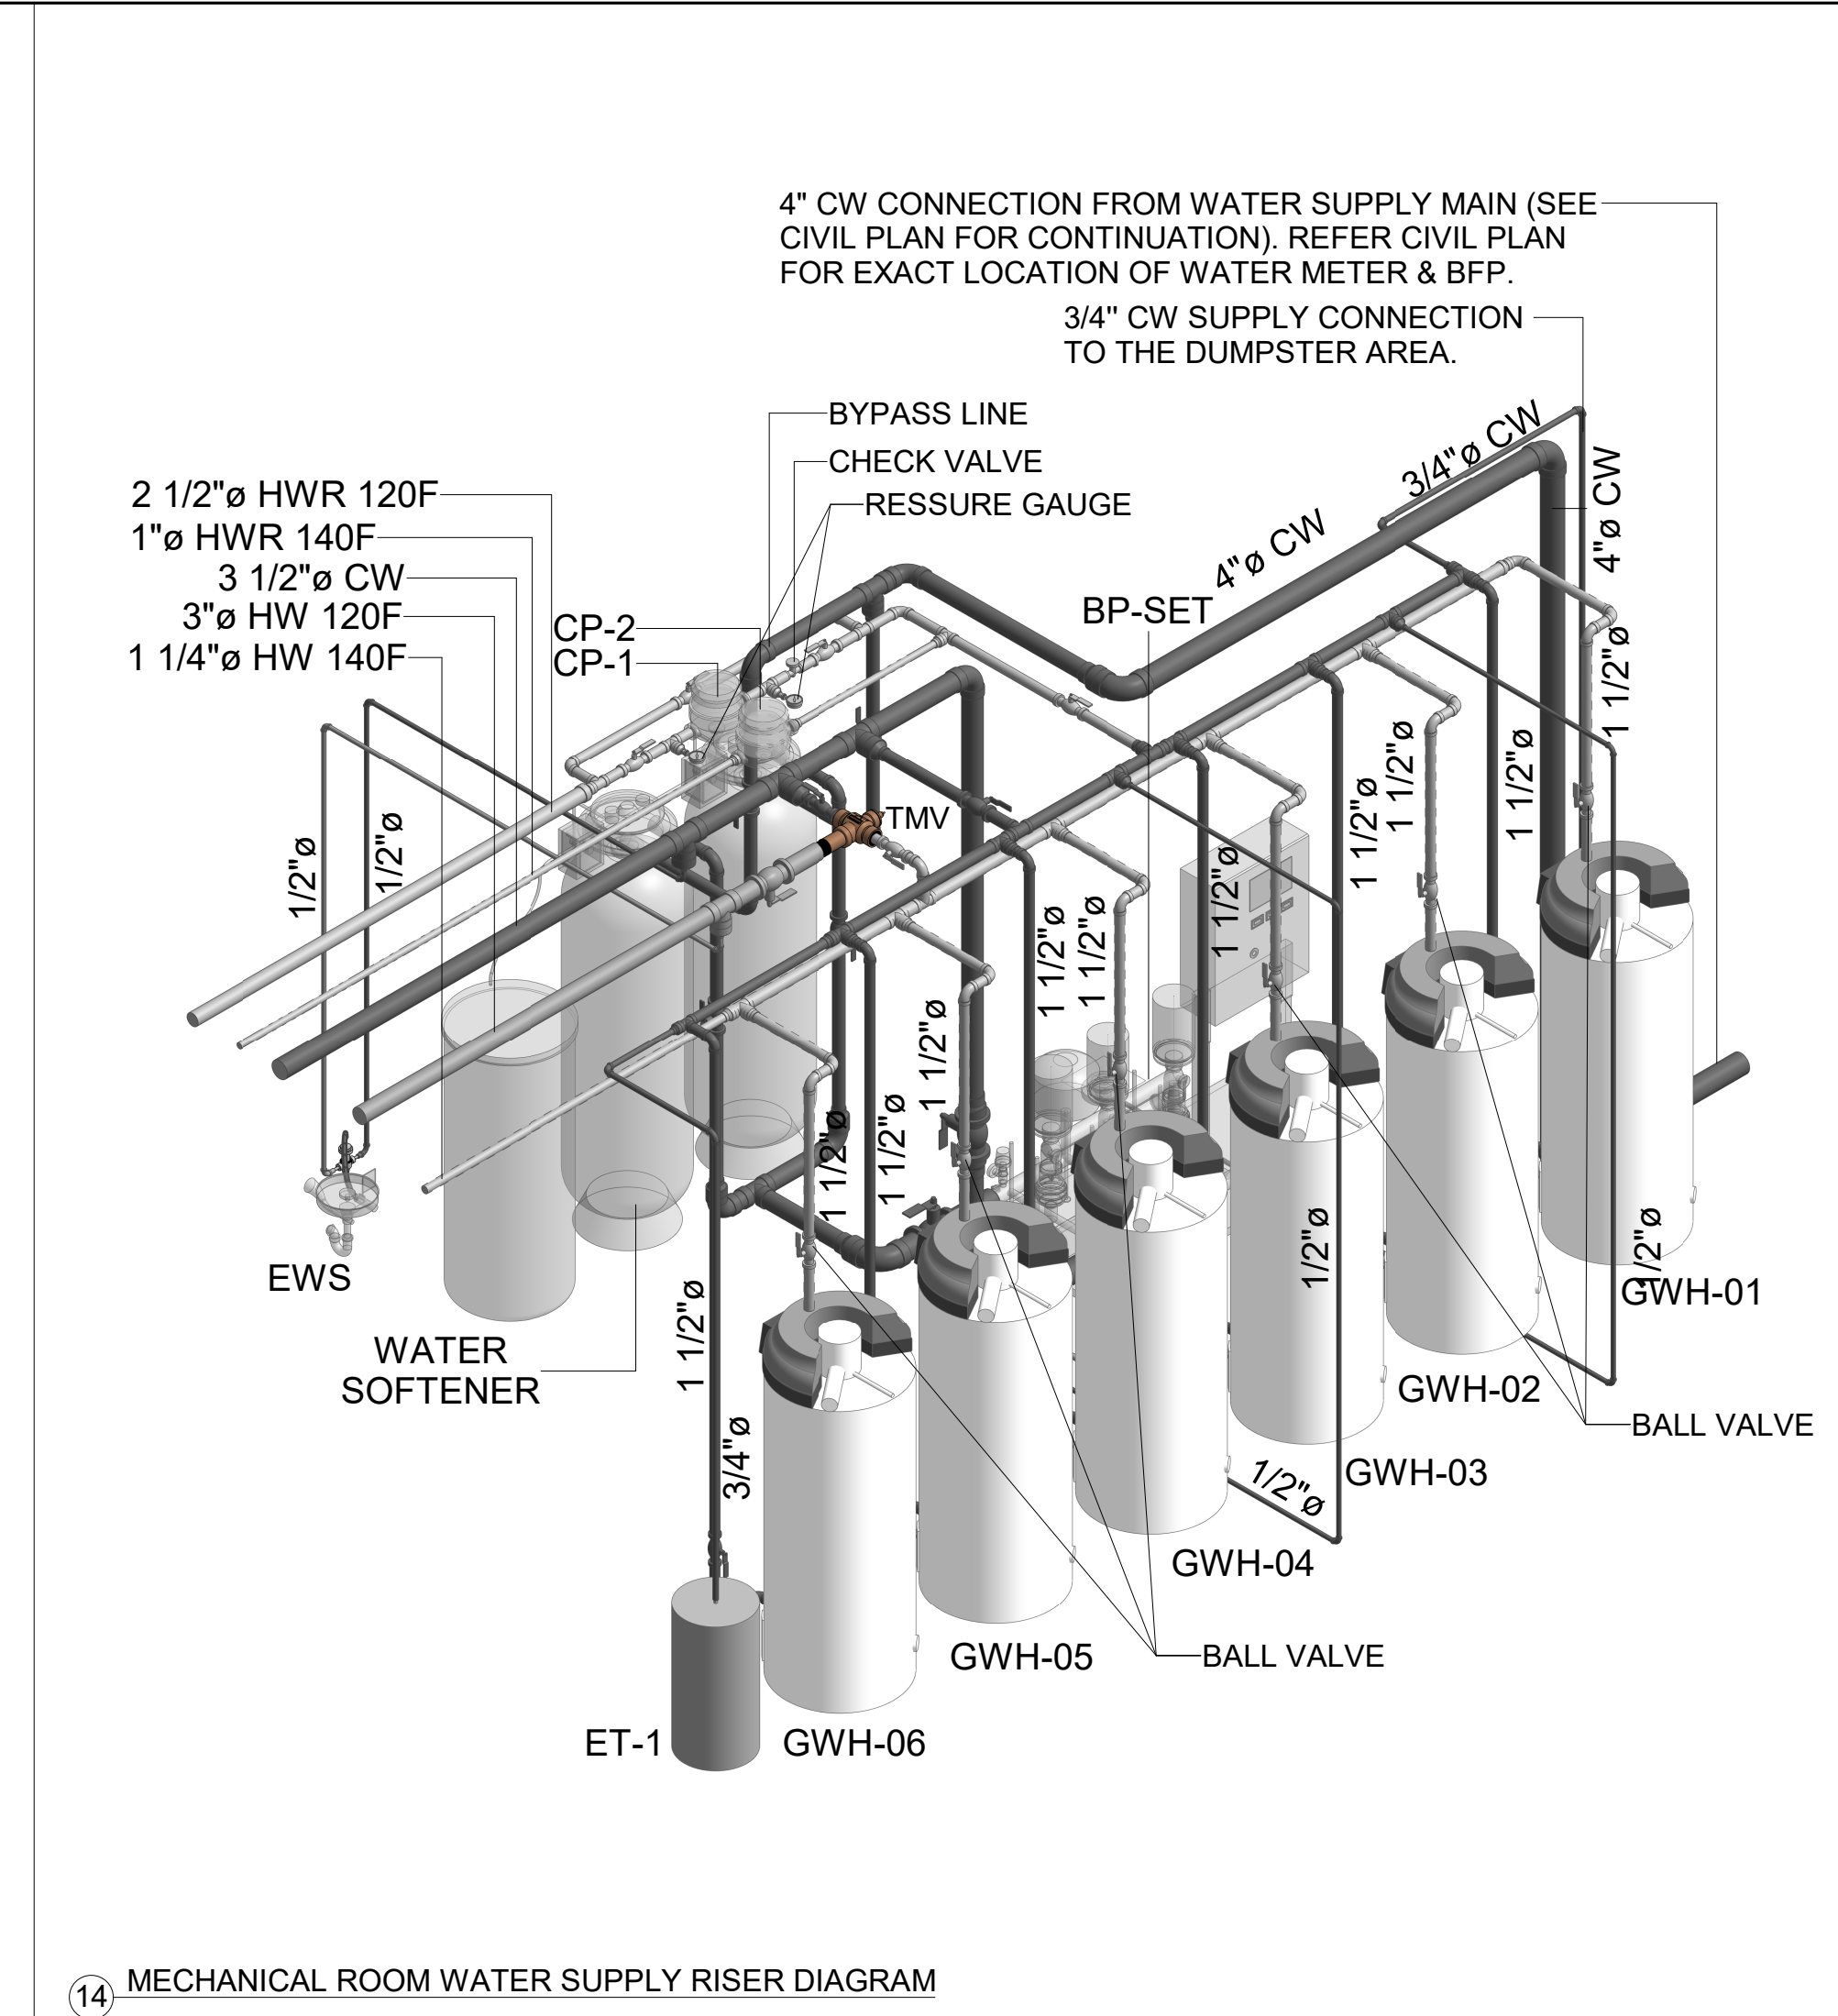 4" CW CONNECTION FROM WATER SUPPLY MAIN (SEE
CIVIL PLAN FOR CONTINUATION). REFER CIVIL PLAN
FOR EXACT LOCATION OF WATER METER & BFP.
3/4" CW SUPPLY CONNECTION
TO THE DUMPSTER AREA.
BYPASS LINE
CHECK VALVE
RESSURE GAUGE
2 1/2"ø HWR 120F
1"ø HWR 140F
3 1/2"ø CW
3"ø HW 120F
1 1/4"ø HW 140F
CP-2
CP-1
BP-SET
3/4"ø CW
4"ø CW
4"ø CW
TMV
1/2"ø
1/2"ø
1 1/2"ø
1 1/2"ø
1 1/2"ø
1 1/2"ø
1 1/2"ø
1 1/2"ø
1 1/2"ø
1 1/2"ø
1 1/2"ø
1 1/2"ø
1 1/2"ø
1 1/2"ø
3/4"ø
1/2"ø
1/2"ø
1/2"ø
EWS
WATER
SOFTENER
GWH-01
GWH-02
BALL VALVE
GWH-03
GWH-04
GWH-05
BALL VALVE
ET-1
GWH-06
14
MECHANICAL ROOM WATER SUPPLY RISER DIAGRAM